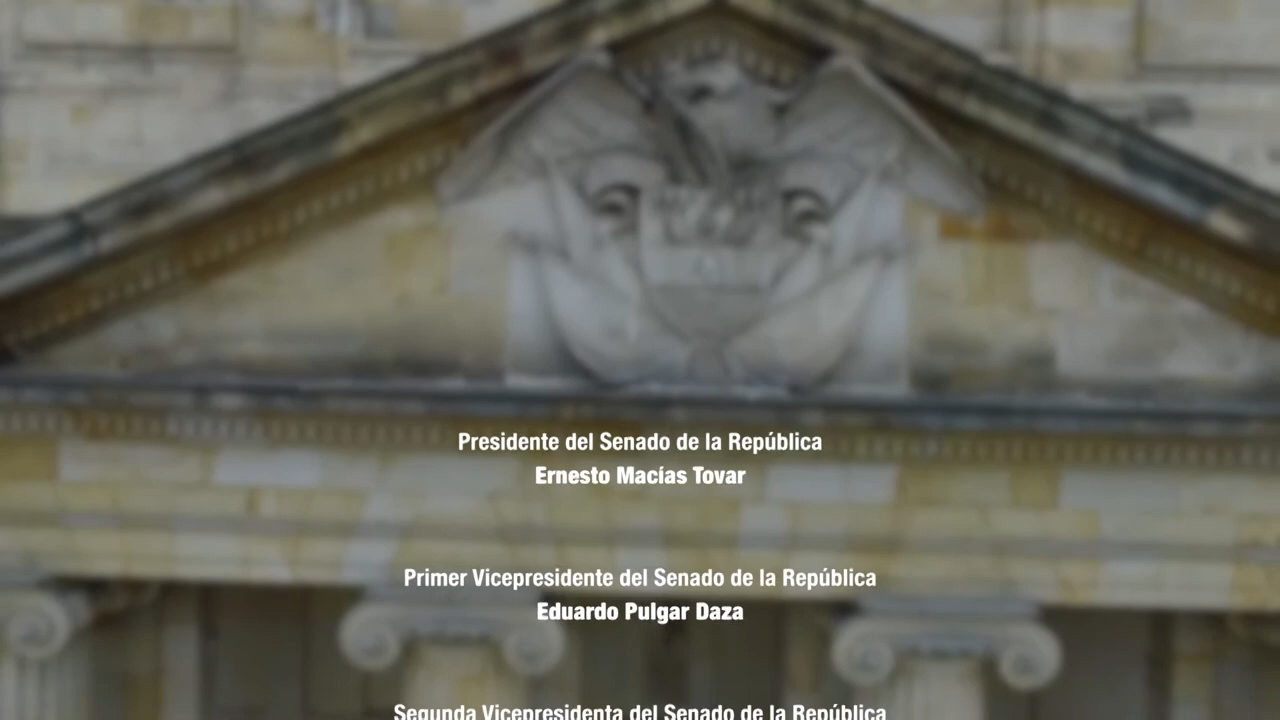 Presidente del Senado de la República
Ernesto Macías Tovar
Primer Vicepresidente del Senado de la República
Eduardo Pulgar Daza
Segunda Vicepresidenta del Senado de la República